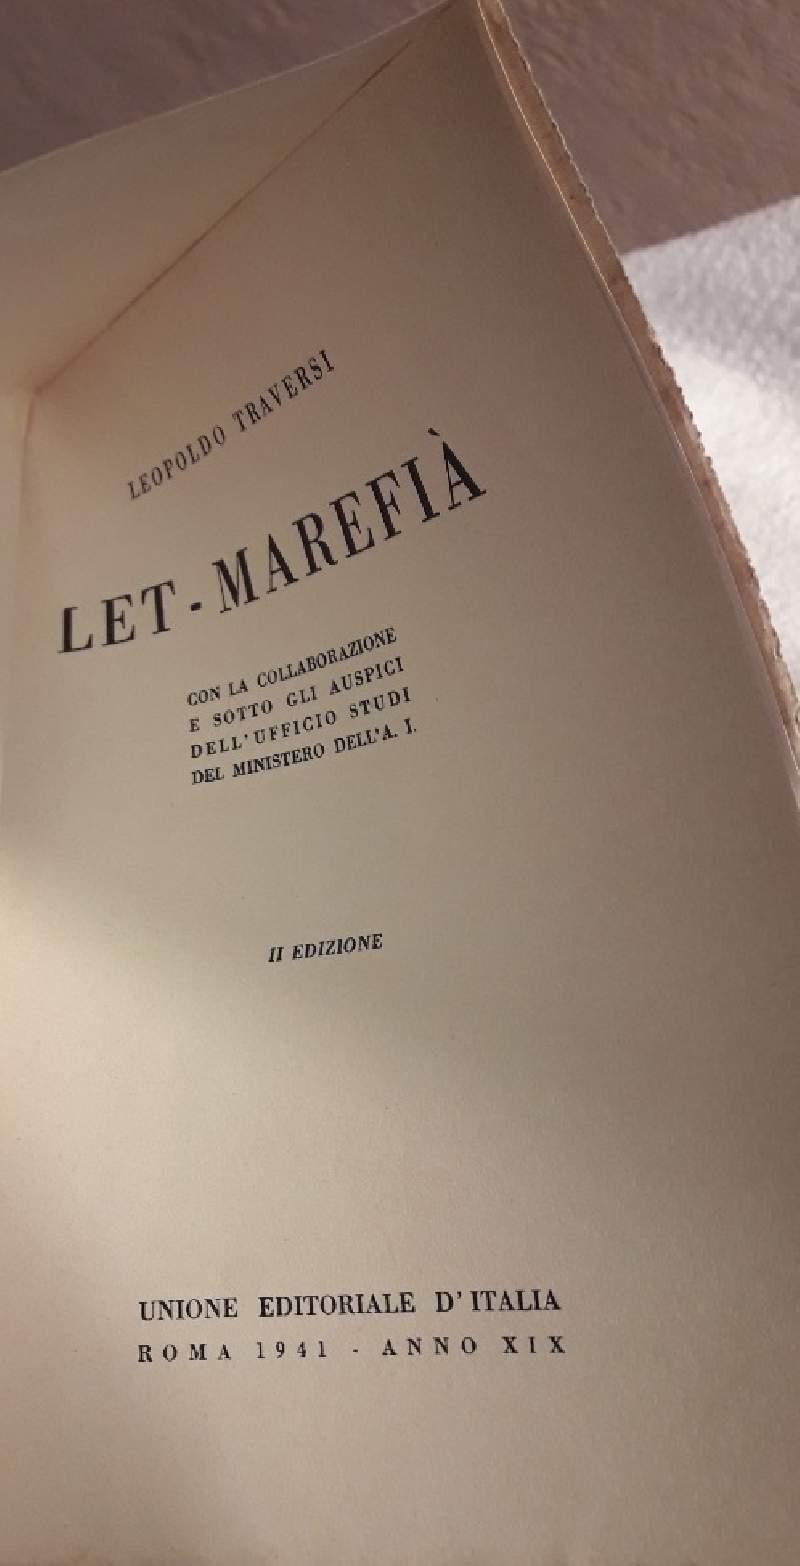 LEOPOLDO TRAVERSI
LET-MAREFIÀ
CON LA COLLABORAZIONE
E SOTTO GLI AUSPICI
DELL'UFFICIO STUDI
DEL MINISTERO DELL'A. I.
II EDIZIONE
UNIONE EDITORIALE D'ITALIA
ROMA 1941 - ANNO XIX